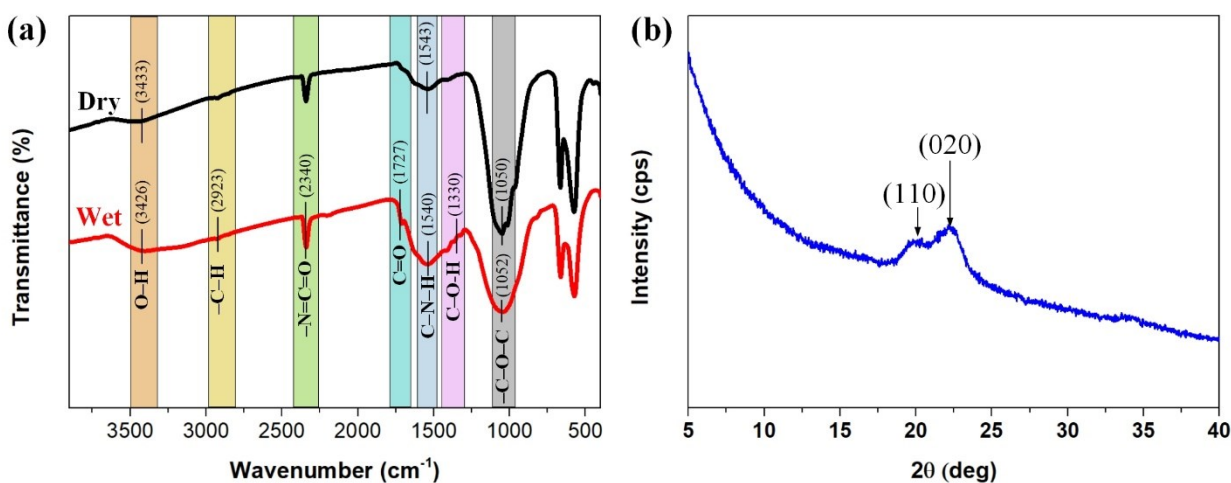 (a)
Transmittance (%)
Dry
Wet
(3433)
O–H — (3426)
–C–H — (2923)
–N=C=O — (2340)
C=O — (1727)
(1543)
C–N–H — (1540)
C–O-H — (1330)
(1050)
–C–O–C — (1052)
3500 3000 2500 2000 1500 1000 500
Wavenumber (cm⁻¹)
(b)
Intensity (cps)
(110)
(020)
5 10 15 20 25 30 35 40
2θ (deg)